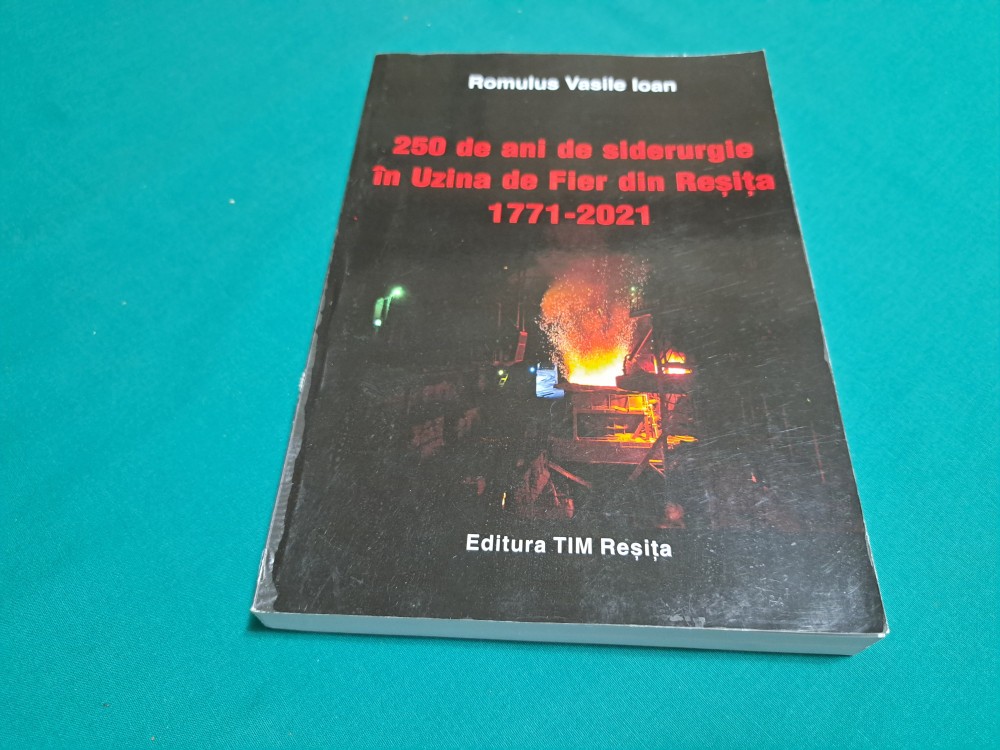 Romulus Vasile Ioan
250 de ani de siderurgie
în Uzina de Fier din Reșița
1771-2021
Editura TIM Reșița